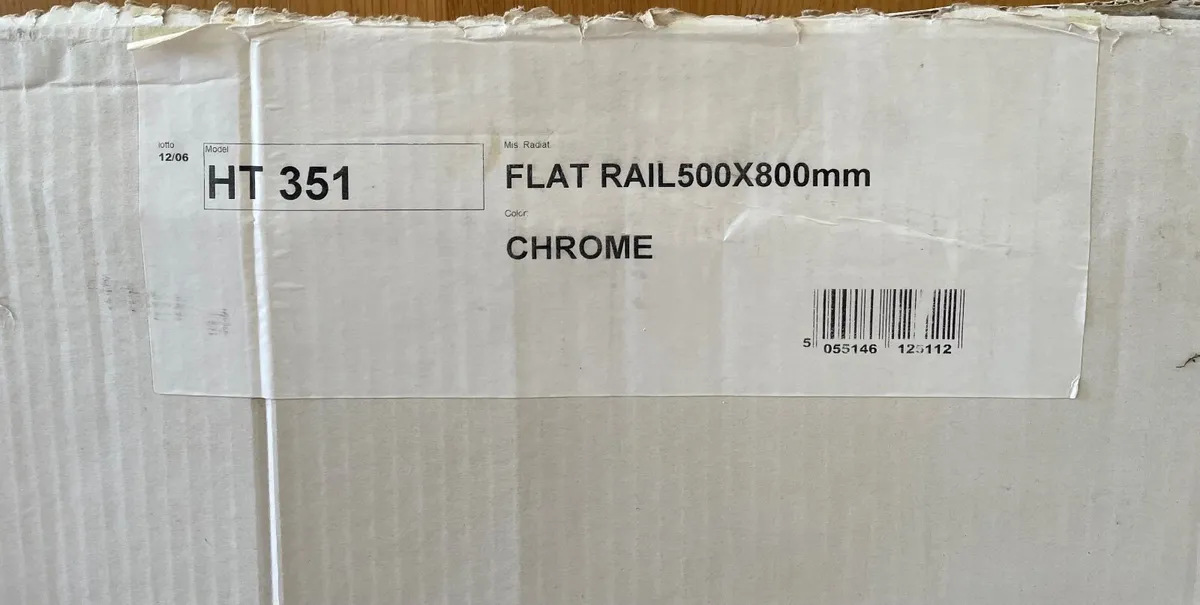 lotto
12/06
Model
HT 351
Mis. Radiat.
FLAT RAIL500X800mm
Color:
CHROME
5 055146 125112